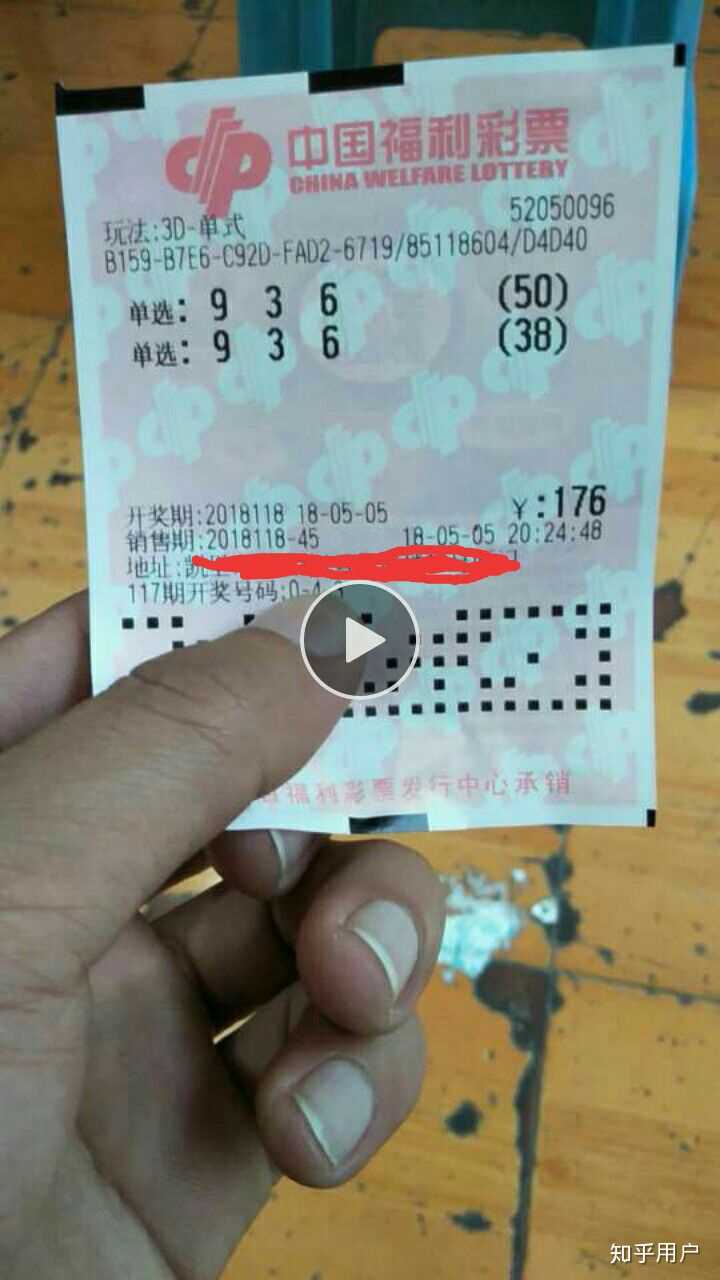 中国福利彩票
CHINA WELFARE LOTTERY
52050096
玩法:3D-单式
B159-B7E6-C92D-FAD2-6719/85118604/D4D40
单选: 9 3 6 (50)
单选: 9 3 6 (38)
开奖期:2018118 18-05-05 ￥:176
销售期:2018118-45 18-05-05 20:24:48
地址:凯
117期开奖号码:0-4
福利彩票发行中心承销
知乎用户